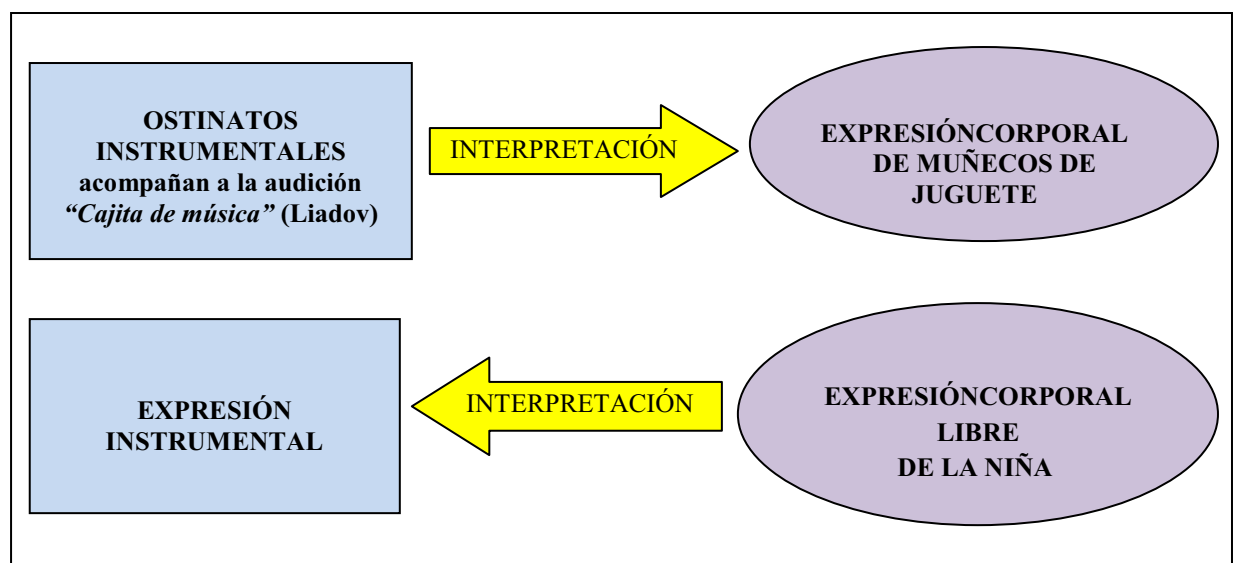 OSTINATOS
INSTRUMENTALES
acompañan a la audición
“Cajita de música” (Liadov)
INTERPRETACIÓN
EXPRESIÓNCORPORAL
DE MUÑECOS DE
JUGUETE
EXPRESIÓN
INSTRUMENTAL
INTERPRETACIÓN
EXPRESIÓNCORPORAL
LIBRE
DE LA NIÑA